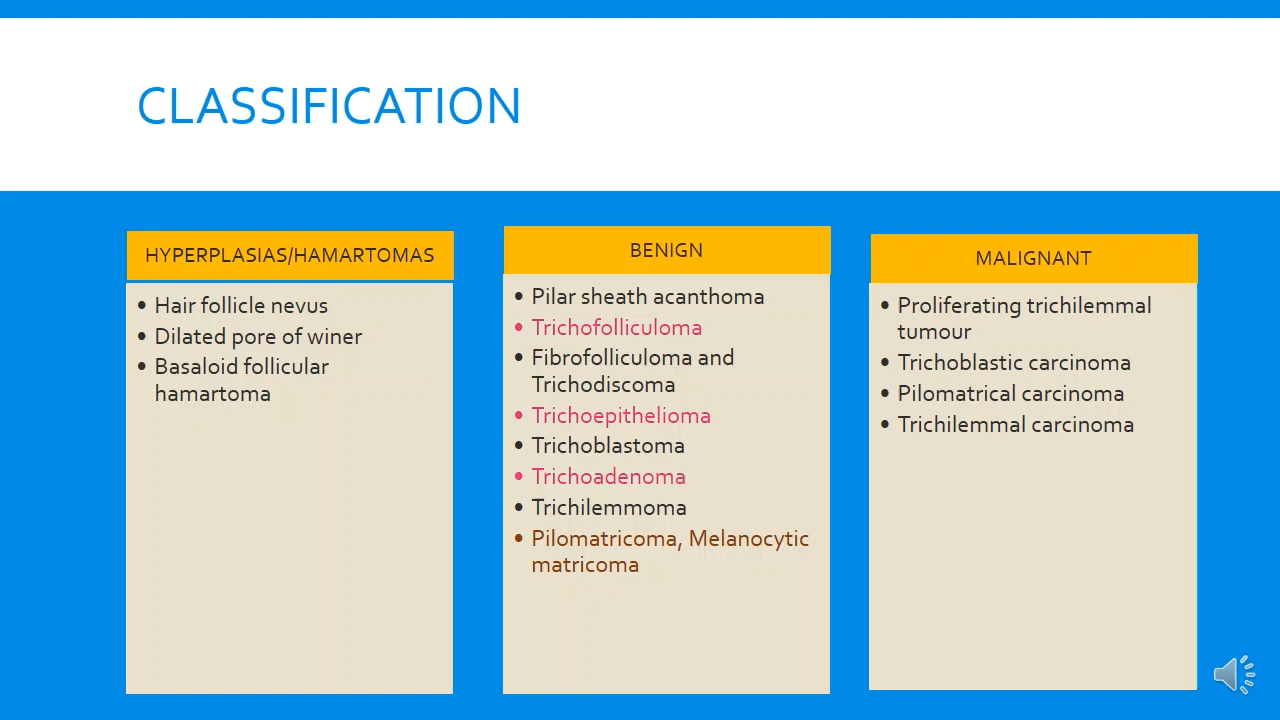 CLASSIFICATION
HYPERPLASIAS/HAMARTOMAS
• Hair follicle nevus
• Dilated pore of winer
• Basaloid follicular
hamartoma
BENIGN
• Pilar sheath acanthoma
• Trichofolliculoma
• Fibrofolliculoma and
Trichodiscoma
• Trichoepithelioma
• Trichoblastoma
• Trichoadenoma
• Trichilemmoma
• Pilomatricoma, Melanocytic
matricoma
MALIGNANT
• Proliferating trichilemmal
tumour
• Trichoblastic carcinoma
• Pilomatrical carcinoma
• Trichilemmal carcinoma